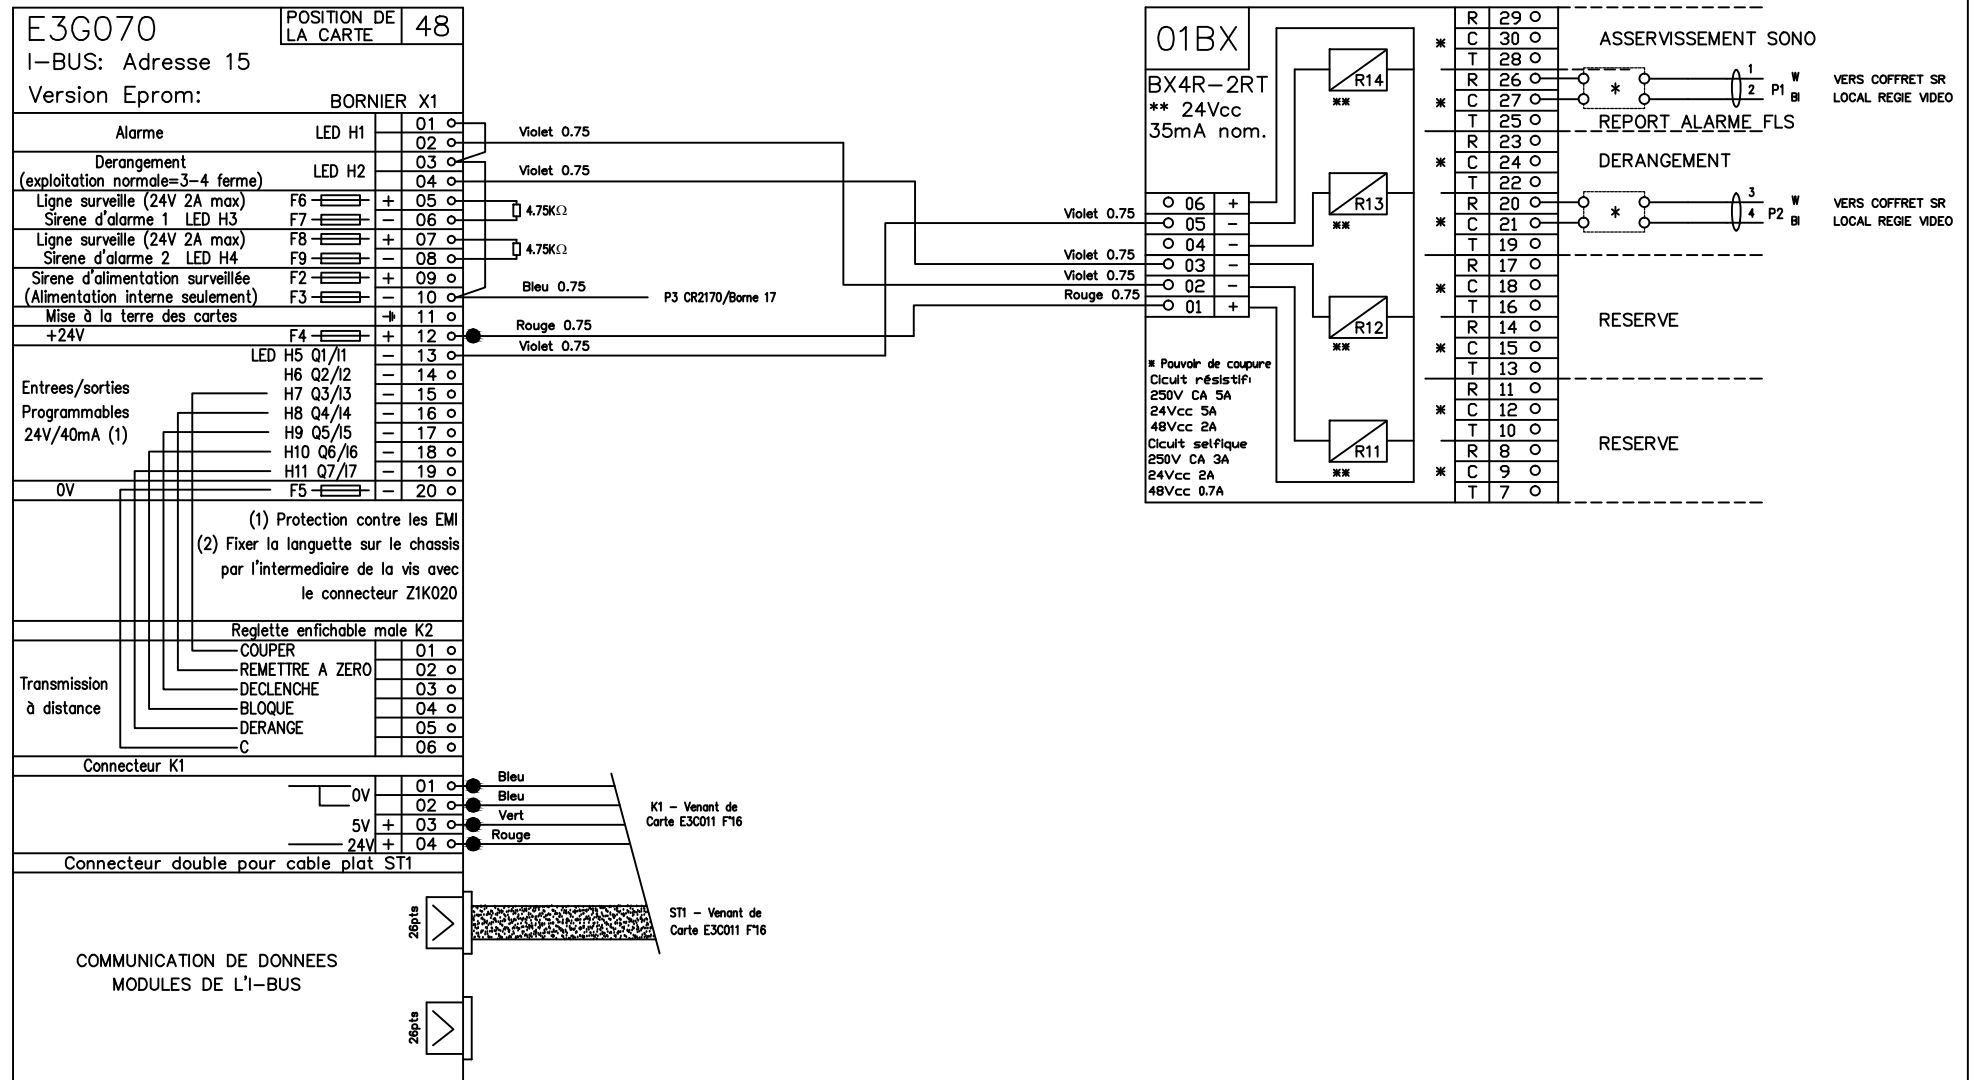 E3G070
POSITION DE
LA CARTE
48
I-BUS: Adresse 15
Version Eprom:
BORNIER X1
Alarme
LED H1
01
02
Derangement
(exploitation normale=3-4 ferme)
LED H2
03
04
Ligne surveille (24V 2A max)
F6
+
05
Sirene d'alarme 1 LED H3
F7
-
06
Ligne surveille (24V 2A max)
F8
+
07
Sirene d'alarme 2 LED H4
F9
-
08
Sirene d'alimentation surveillée
F2
+
09
(Alimentation interne seulement)
F3
-
10
Mise à la terre des cartes
11
+24V
F4
+
12
LED H5 Q1/I1
-
13
H6 Q2/I2
-
14
Entrees/sorties
Programmables
24V/40mA (1)
H7 Q3/I3
-
15
H8 Q4/I4
-
16
H9 Q5/I5
-
17
H10 Q6/I6
-
18
H11 Q7/I7
-
19
0V
F5
-
20
(1) Protection contre les EMI
(2) Fixer la languette sur le chassis
par l'intermediaire de la vis avec
le connecteur Z1K020
Reglette enfichable male K2
Transmission
à distance
COUPER
01
REMETTRE A ZERO
02
DECLENCHE
03
BLOQUE
04
DERANGE
05
C
06
Connecteur K1
0V
01
02
5V
+
03
24V
+
04
Connecteur double pour cable plat ST1
26pts
COMMUNICATION DE DONNEES
MODULES DE L'I-BUS
26pts
Violet 0.75
Violet 0.75
4.75KΩ
4.75KΩ
Bleu 0.75
P3 CR2170/Borne 17
Rouge 0.75
Violet 0.75
Bleu
Bleu
Vert
Rouge
K1 - Venant de
Carte E3C011 F°16
ST1 - Venant de
Carte E3C011 F°16
Violet 0.75
Violet 0.75
Violet 0.75
Rouge 0.75
01BX
BX4R-2RT
** 24Vcc
35mA nom.
06 +
05 -
04 -
03 -
02 -
01 +
* Pouvoir de coupure
Cicuit résistif:
250V CA 5A
24Vcc 5A
48Vcc 2A
Cicuit selfique
250V CA 3A
24Vcc 2A
48Vcc 0.7A
R14
**
R13
**
R12
**
R11
**
R 29
* C 30
T 28
R 26
* C 27
T 25
R 23
* C 24
T 22
R 20
* C 21
T 19
R 17
* C 18
T 16
R 14
* C 15
T 13
R 11
* C 12
T 10
R 8
* C 9
T 7
ASSERVISSEMENT SONO
*
1
2
P1
W
BI
VERS COFFRET SR
LOCAL REGIE VIDEO
REPORT ALARME FLS
DERANGEMENT
*
3
4
P2
W
BI
VERS COFFRET SR
LOCAL REGIE VIDEO
RESERVE
RESERVE